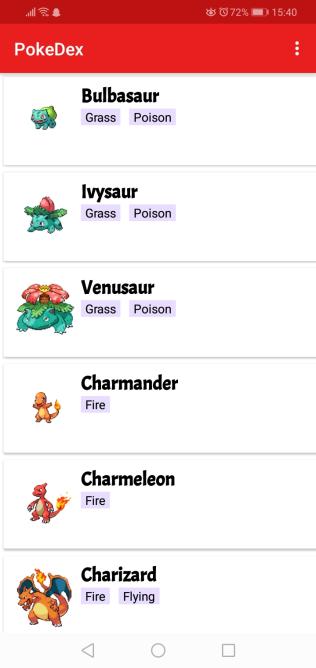 72% 15:40
PokeDex
Bulbasaur
Grass Poison
Ivysaur
Grass Poison
Venusaur
Grass Poison
Charmander
Fire
Charmeleon
Fire
Charizard
Fire Flying